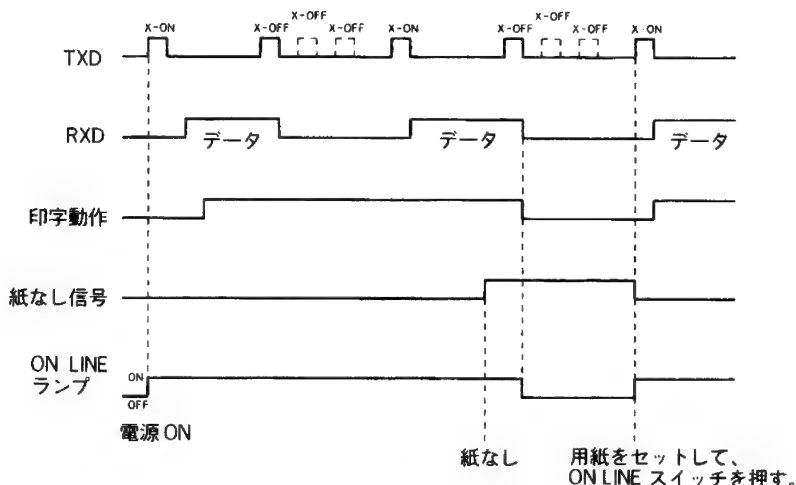 X-ON X-OFF X-OFF X-OFF X-ON X-OFF X-OFF X-OFF X-ON
TXD
RXD データ データ データ
印字動作
紙なし信号
ON LINE
ランプ
ON
OFF
電源ON
紙なし
用紙をセットして、
ON LINE スイッチを押す。